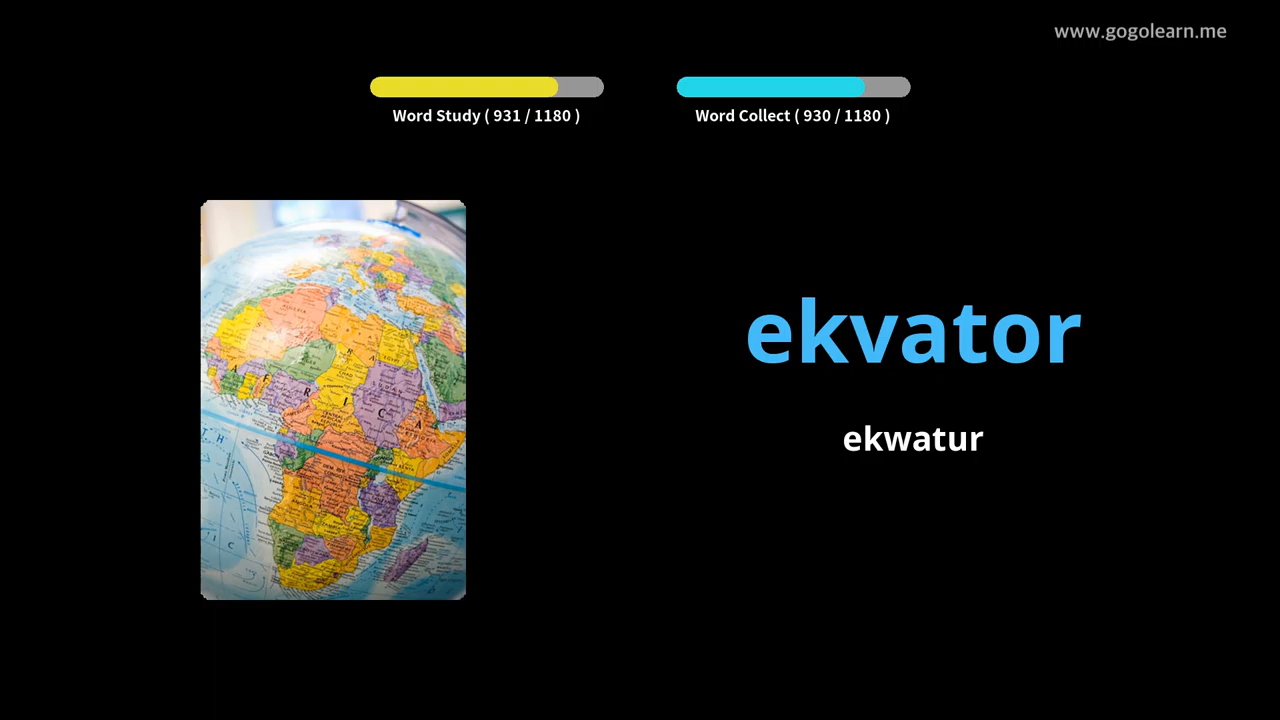 www.gogolearn.me
Word Study ( 931 / 1180 )
Word Collect ( 930 / 1180 )
ekvator
ekwatur
A F R I C A